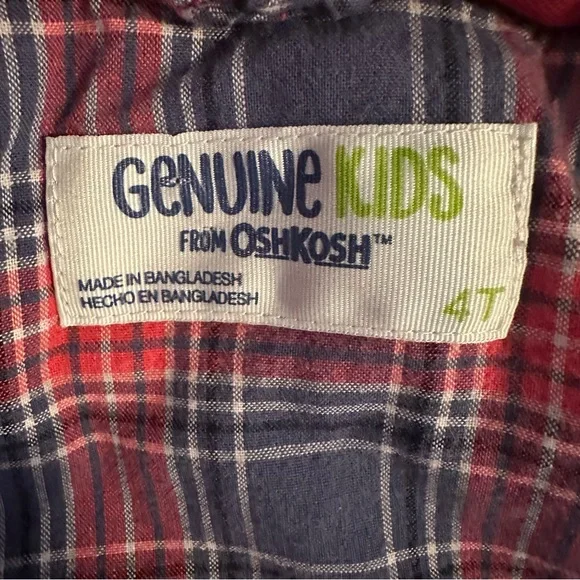 GENUINE KIDS
FROM OSHKOSH™
MADE IN BANGLADESH
HECHO EN BANGLADESH
4T